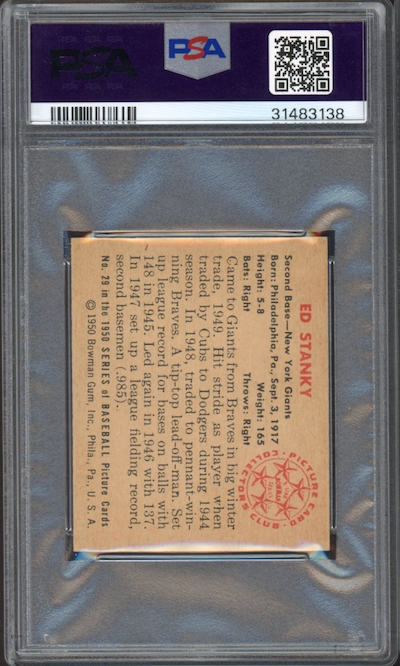 PSA
PSA
31483138
ED STANKY
Second Base—New York Giants
Born: Philadelphia, Pa., Sept. 3, 1917
Height: 5-8 Weight: 165
Bats: Right Throws: Right
Came to Giants from Braves in big winter
trade, 1949. Hit stride as player when
traded by Cubs to Dodgers during 1944
season. In 1948, traded to pennant-win-
ning Braves. A tip-top lead-off-man. Set
up league record for bases on balls with
148 in 1945. Led again in 1946 with 137.
In 1947 set up a league fielding record,
second basemen (.985).
No. 29 in the 1950 SERIES of BASEBALL Picture Cards
©1950 Bowman Gum, Inc., Phila., Pa., U. S. A.
PICTURE CARD
COLLECTORS CLUB
BOWMAN